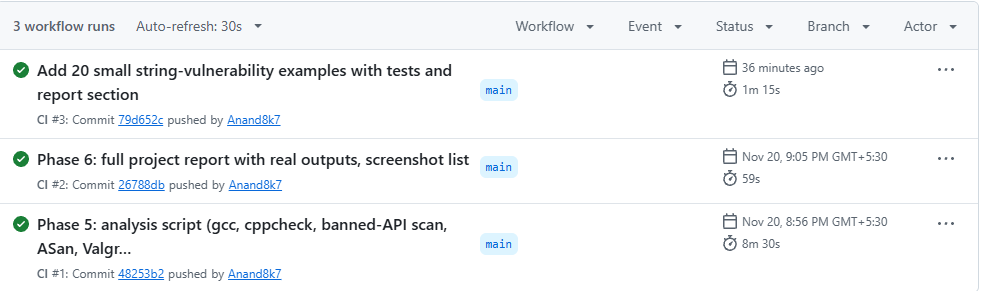 3 workflow runs Auto-refresh: 30s Workflow Event Status Branch Actor
Add 20 small string-vulnerability examples with tests and
report section
CI #3: Commit 79d652c pushed by Anand8k7
main
36 minutes ago
1m 15s
Phase 6: full project report with real outputs, screenshot list
CI #2: Commit 26788db pushed by Anand8k7
main
Nov 20, 9:05 PM GMT+5:30
59s
Phase 5: analysis script (gcc, cppcheck, banned-API scan,
ASan, Valgr...
CI #1: Commit 48253b2 pushed by Anand8k7
main
Nov 20, 8:56 PM GMT+5:30
8m 30s